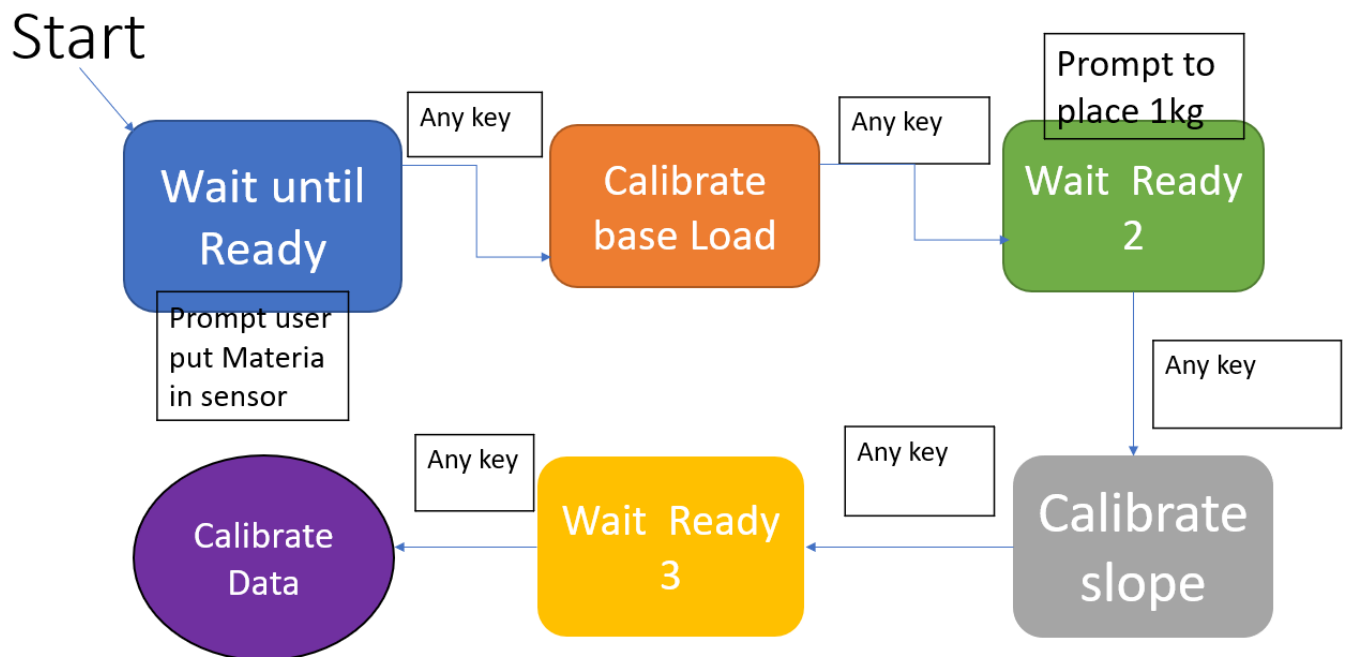 Start
Any key
Any key
Prompt to
place 1kg
Wait until
Ready
Calibrate
base Load
Wait Ready
2
Prompt user
put Materia
in sensor
Any key
Any key
Any key
Calibrate
Data
Wait Ready
3
Calibrate
slope